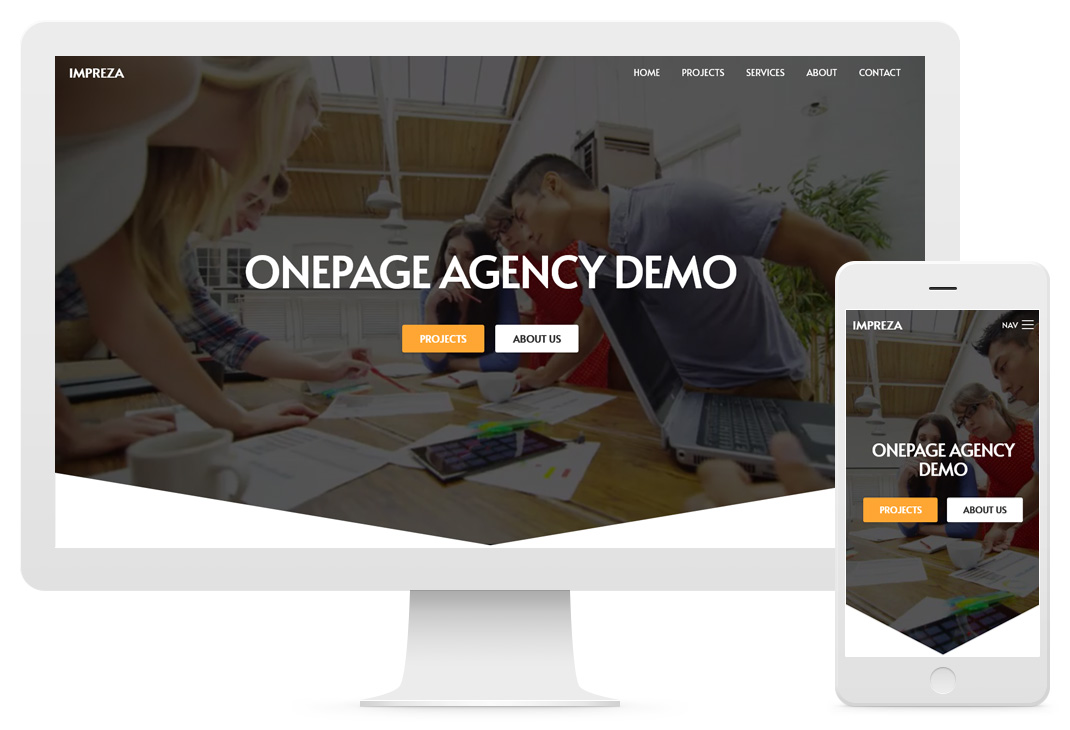 IMPREZA
HOME PROJECTS SERVICES ABOUT CONTACT
ONEPAGE AGENCY DEMO
PROJECTS ABOUT US
IMPREZA
NAV
ONEPAGE AGENCY
DEMO
PROJECTS ABOUT US